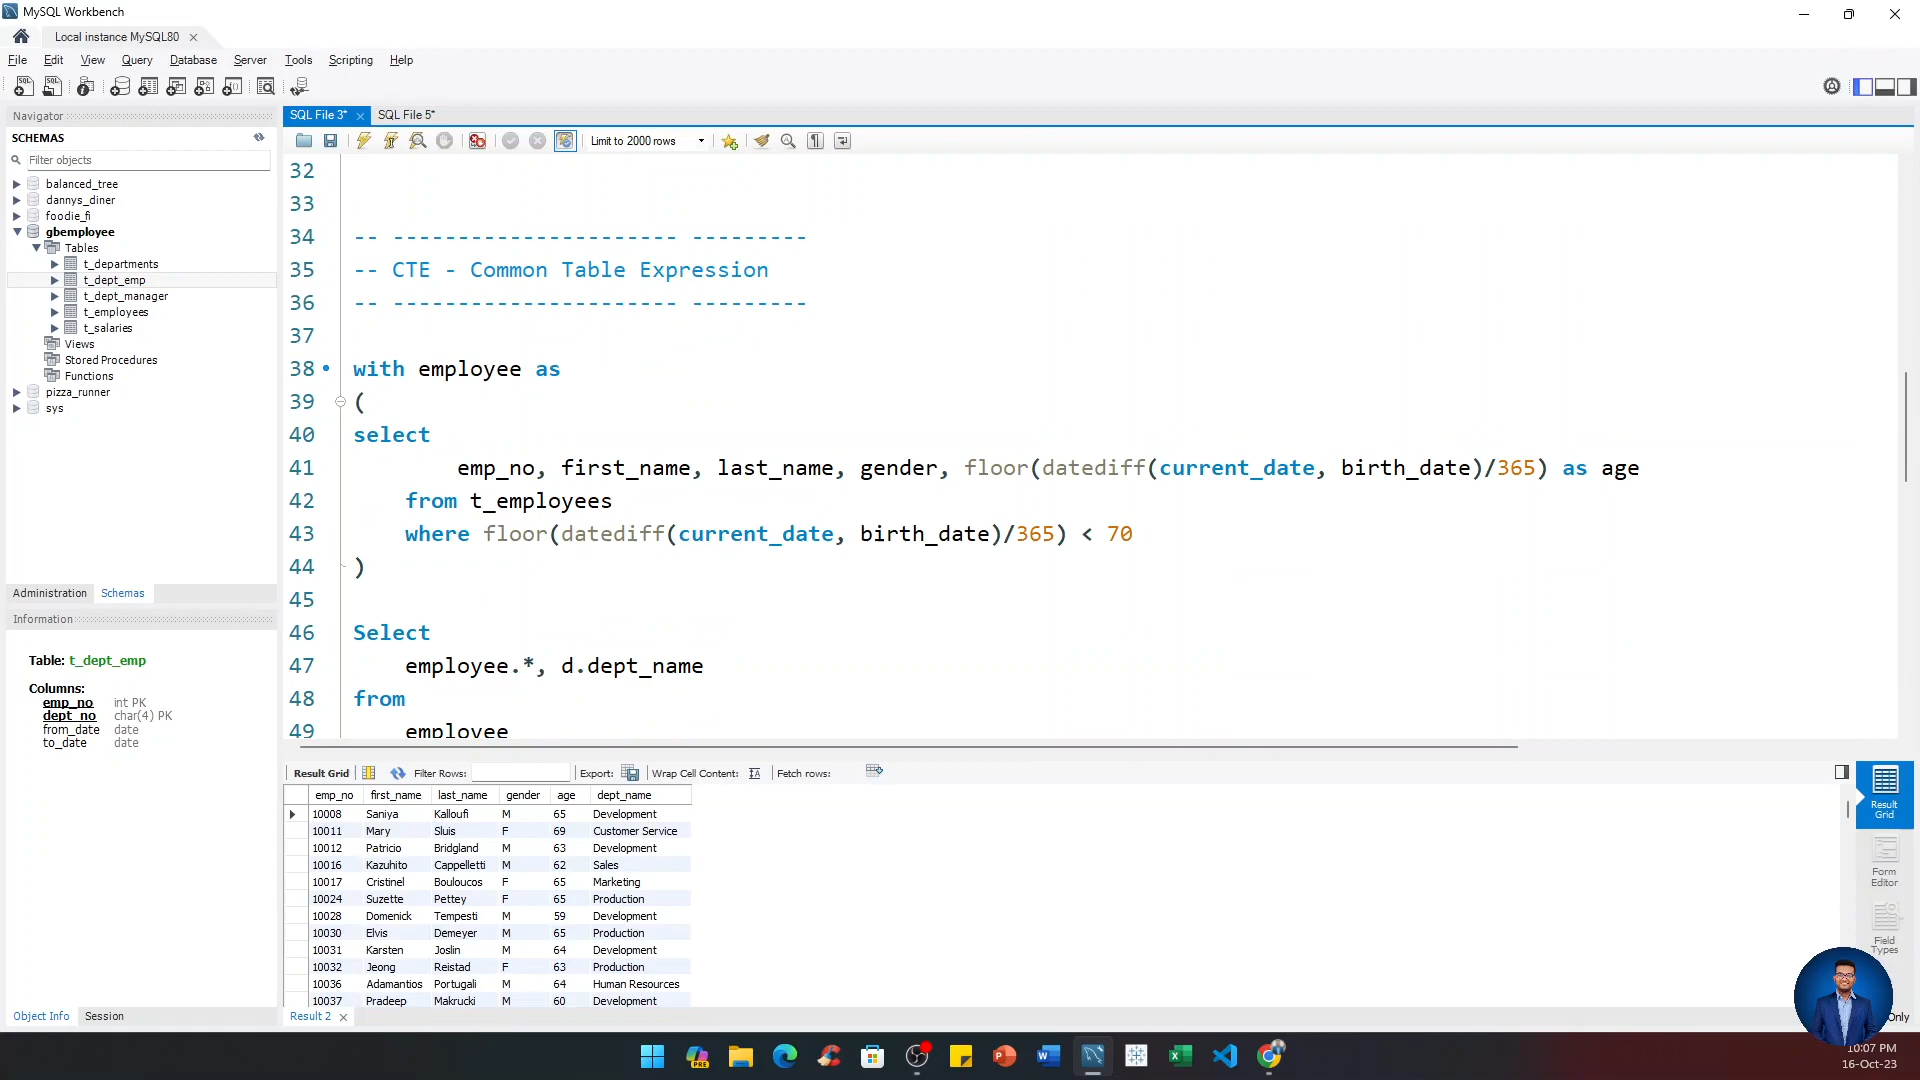 MySQL Workbench
Local instance MySQL80
File Edit View Query Database Server Tools Scripting Help
Navigator
SCHEMAS
Filter objects
balanced_tree
dannys_diner
foodie_fi
gbemployee
Tables
t_departments
t_dept_emp
t_dept_manager
t_employees
t_salaries
Views
Stored Procedures
Functions
pizza_runner
sys
Administration Schemas
Information
Table: t_dept_emp
Columns:
emp_no int PK
dept_no char(4) PK
from_date date
to_date date
Object Info Session
SQL File 3* SQL File 5*
Limit to 2000 rows
32
33
34 -- ---------------------- ---------
35 -- CTE - Common Table Expression
36 -- ---------------------- ---------
37
38 with employee as
39 (
40 select
41 emp_no, first_name, last_name, gender, floor(datediff(current_date, birth_date)/365) as age
42 from t_employees
43 where floor(datediff(current_date, birth_date)/365) < 70
44 )
45
46 Select
47 employee.*, d.dept_name
48 from
49 employee
Result Grid Filter Rows: Export: Wrap Cell Content: Fetch rows:
emp_no first_name last_name gender age dept_name
10008 Saniya Kalloufi M 65 Development
10011 Mary Sluis F 69 Customer Service
10012 Patricio Bridgland M 63 Development
10016 Kazuhito Cappelletti M 62 Sales
10017 Cristinel Bouloucos F 65 Marketing
10024 Suzette Pettey F 65 Production
10028 Domenick Tempesti M 59 Development
10030 Elvis Demeyer M 65 Production
10031 Karsten Joslin M 64 Development
10032 Jeong Reistad F 63 Production
10036 Adamantios Portugali M 64 Human Resources
10037 Pradeep Makrucki M 60 Development
Result 2
Result
Grid
Form
Editor
Field
Types
Only
10:07 PM
16-Oct-23